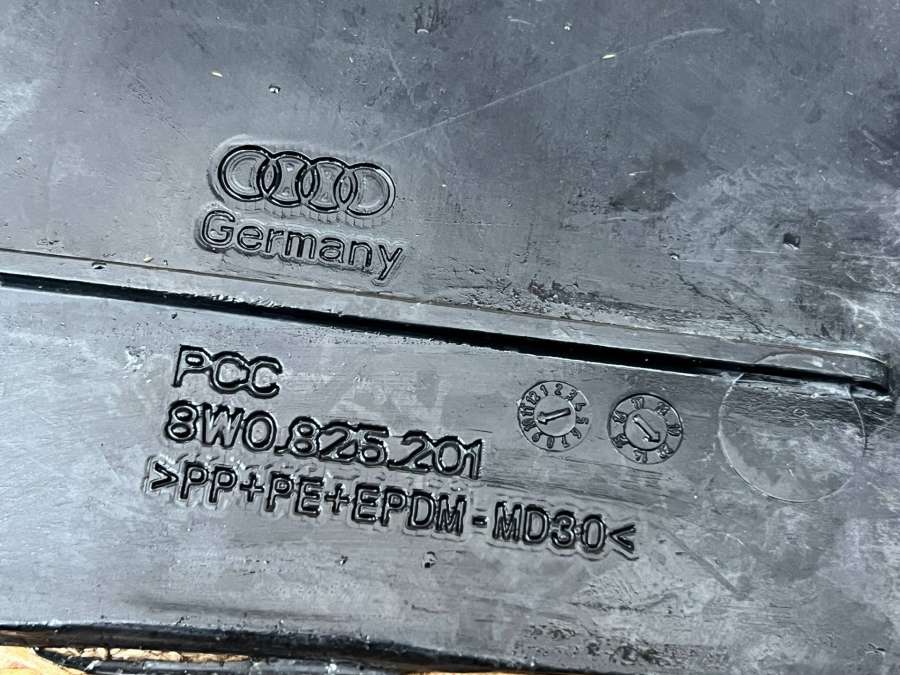 Germany
PCC
8W0.825.201
>PP+PE+EPDM-MD30<